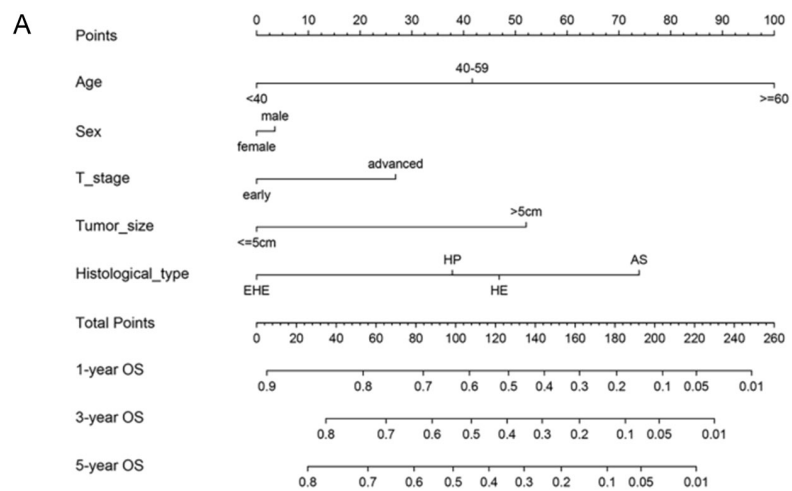 A
Points 0 10 20 30 40 50 60 70 80 90 100
40-59
Age
<40 >=60
male
Sex
female
advanced
T_stage
early
>5cm
Tumor_size
<=5cm
HP AS
Histological_type
EHE HE
Total Points
0 20 40 60 80 100 120 140 160 180 200 220 240 260
1-year OS
0.9 0.8 0.7 0.6 0.5 0.4 0.3 0.2 0.1 0.05 0.01
3-year OS
0.8 0.7 0.6 0.5 0.4 0.3 0.2 0.1 0.05 0.01
5-year OS
0.8 0.7 0.6 0.5 0.4 0.3 0.2 0.1 0.05 0.01